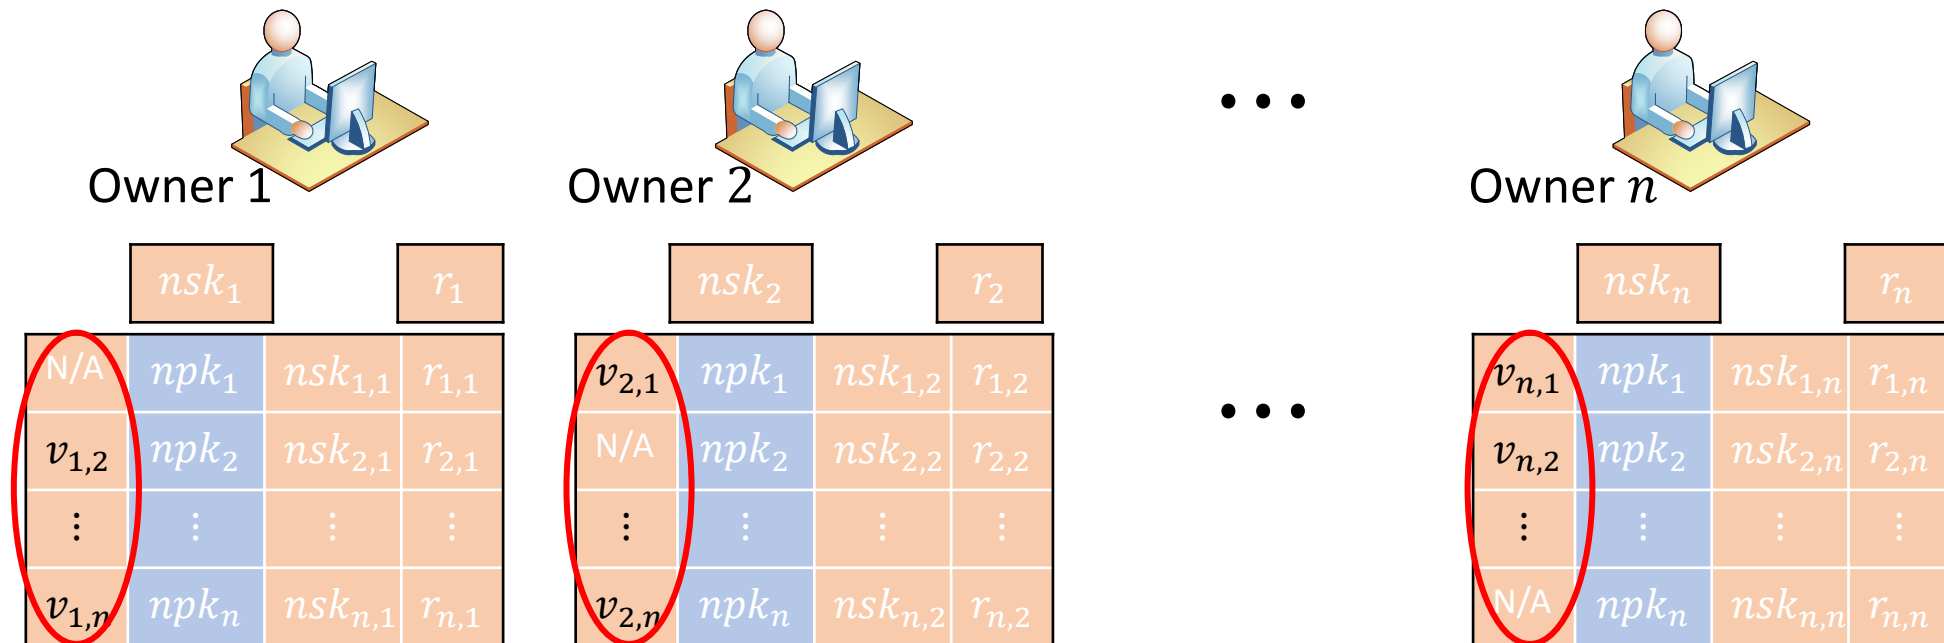 Owner 1 Owner 2 ⋯ Owner n
nsk₁ r₁ nsk₂ r₂ nskₙ rₙ
N/A npk₁ nsk₁,₁ r₁,₁ v₂,₁ npk₁ nsk₁,₂ r₁,₂ ⋯ vₙ,₁ npk₁ nsk₁,ₙ r₁,ₙ
v₁,₂ npk₂ nsk₂,₁ r₂,₁ N/A npk₂ nsk₂,₂ r₂,₂ vₙ,₂ npk₂ nsk₂,ₙ r₂,ₙ
⋮ ⋮ ⋮ ⋮ ⋮ ⋮ ⋮ ⋮ ⋮ ⋮ ⋮ ⋮
v₁,ₙ npkₙ nskₙ,₁ rₙ,₁ v₂,ₙ npkₙ nskₙ,₂ rₙ,₂ N/A npkₙ nskₙ,ₙ rₙ,ₙ